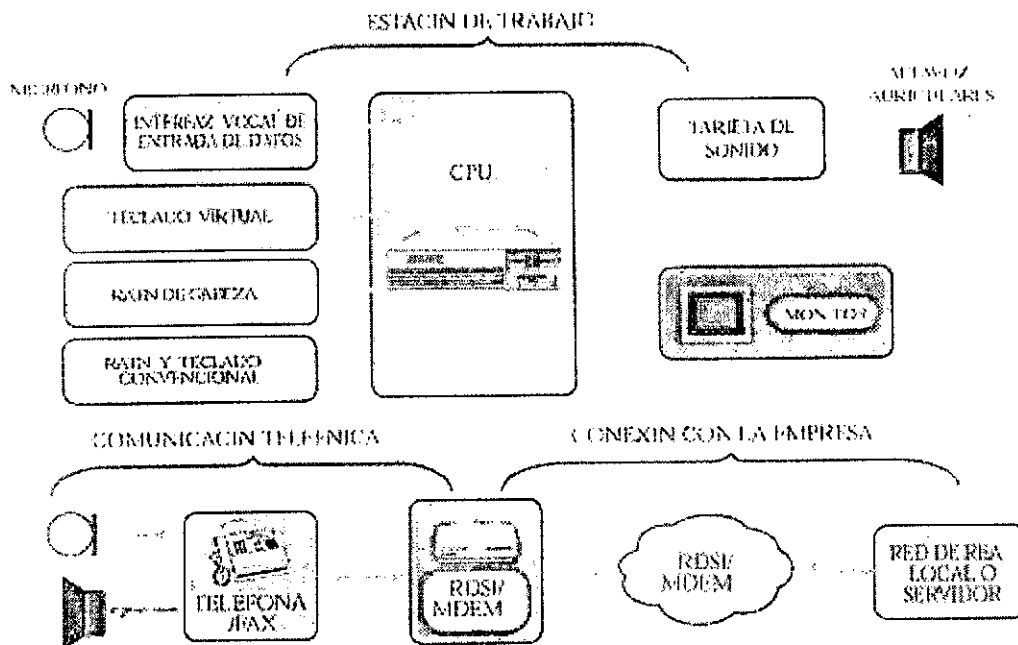 ESTACIN DE TRABAJO
MICRFONO
INTERFAZ VOCAL DE
ENTRADA DE DATOS
CPU
TARJETA DE
SONIDO
ALTAVOZ
AURICULARES
TECLADO VIRTUAL
RATN DE CABEZA
MONITOR
RATN Y TECLADO
CONVENCIONAL
COMUNICACIN TELEFNICA
CONEXIN CON LA EMPRESA
TELEFONA
/FAX
RDSI/
MDEM
RDSI/
MDEM
RED DE REA
LOCAL O
SERVIDOR